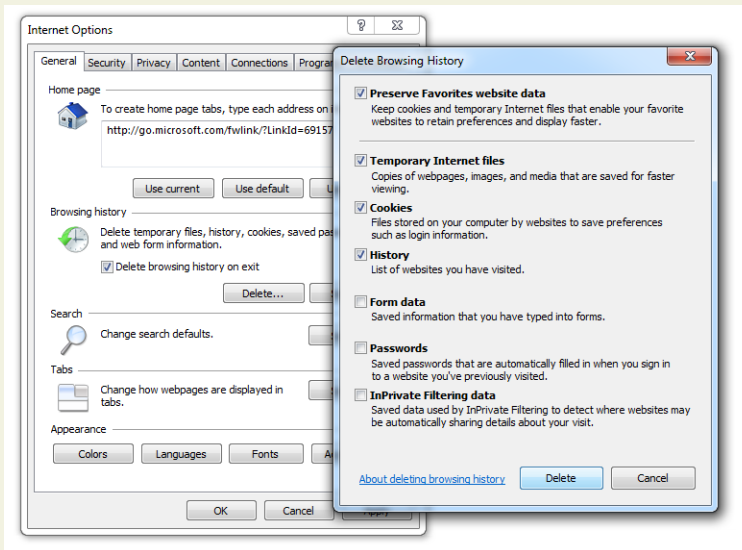 Internet Options
General Security Privacy Content Connections
Home page
To create home page tabs, type each address on
http://go.microsoft.com/fwlink/?LinkId=69157
Use current Use default
Browsing history
Delete temporary files, history, cookies, saved
and web form information.
Delete browsing history on exit
Delete...
Search
Change search defaults.
Tabs
Change how webpages are displayed in
tabs.
Appearance
Colors Languages Fonts
OK Cancel Apply
Delete Browsing History
Preserve Favorites website data
Keep cookies and temporary Internet files that enable your favorite
websites to retain preferences and display faster.
Temporary Internet files
Copies of webpages, images, and media that are saved for faster
viewing.
Cookies
Files stored on your computer by websites to save preferences
such as login information.
History
List of websites you have visited.
Form data
Saved information that you have typed into forms.
Passwords
Saved passwords that are automatically filled in when you sign in
to a website you've previously visited.
InPrivate Filtering data
Saved data used by InPrivate Filtering to detect where websites may
be automatically sharing details about your visit.
About deleting browsing history Delete Cancel